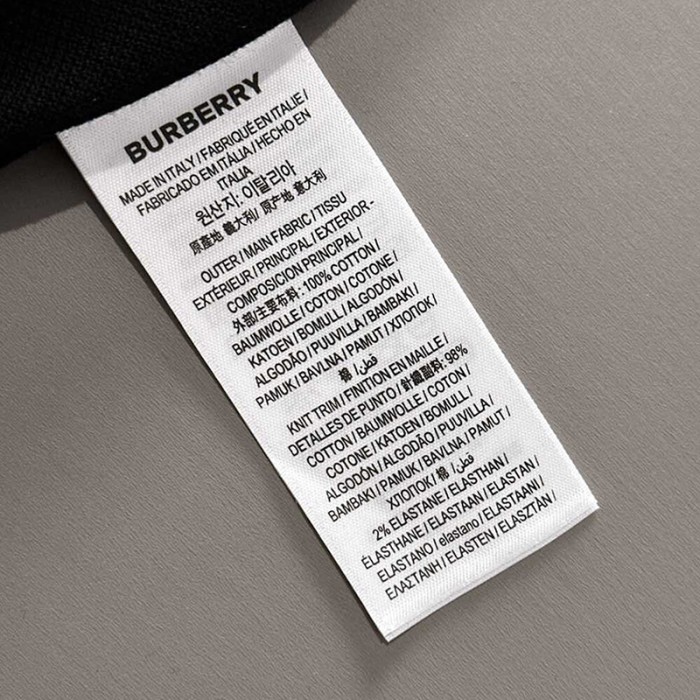 BURBERRY
MADE IN ITALY / FABRIQUÉ EN ITALIE /
FABRICADO EM ITÁLIA / HECHO EN
ITALIA
원산지: 이탈리아
原產地 義大利/ 原产地 意大利
OUTER / MAIN FABRIC / TISSU
EXTÉRIEUR / PRINCIPAL / EXTERIOR -
COMPOSICION PRINCIPAL /
外部/主要布料: 100% COTTON /
BAUMWOLLE / COTON / COTONE /
KATOEN / BOMULL / ALGODÓN /
ALGODÃO / PUUVILLA / BAMBAKI /
PAMUK / BAVLNA / PAMUT / ХЛОПОК /
棉 / قطن
KNIT TRIM / FINITION EN MAILLE /
DETALLES DE PUNTO / 針織副料: 98%
COTTON / BAUMWOLLE / COTON /
COTONE / KATOEN / BOMULL /
ALGODÓN / ALGODÃO / PUUVILLA /
BAMBAKI / PAMUK / BAVLNA / PAMUT /
ХЛОПОК / 棉 / قطن
2% ELASTANE / ELASTHAN /
ÉLASTHANE / ELASTAAN / ELASTAN /
ELASTANO / elastano / ELASTAANI /
ΕΛΑΣΤΑΝΗ / ELASTEN / ELASZTÁN /